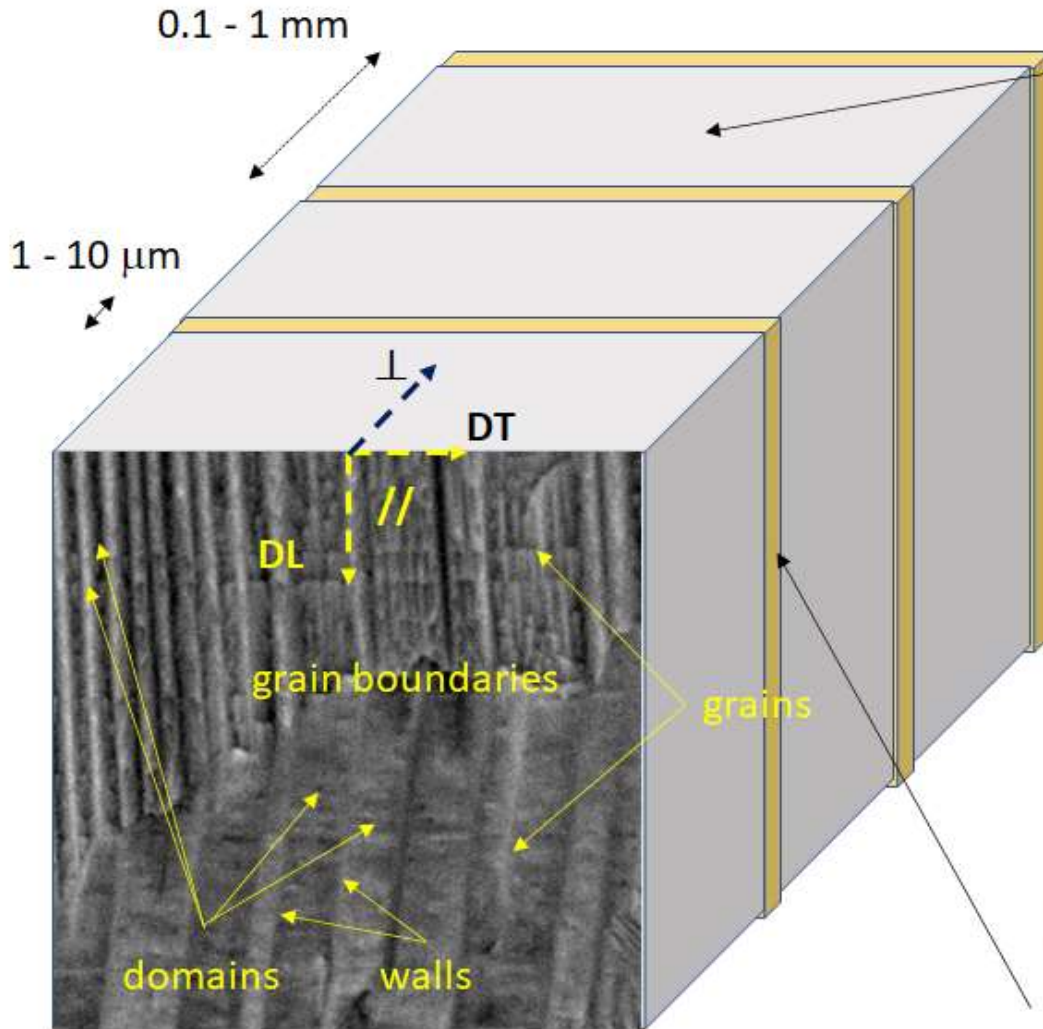 0.1 - 1 mm
1 - 10 μm
⊥
DT
//
DL
grain boundaries
grains
domains
walls